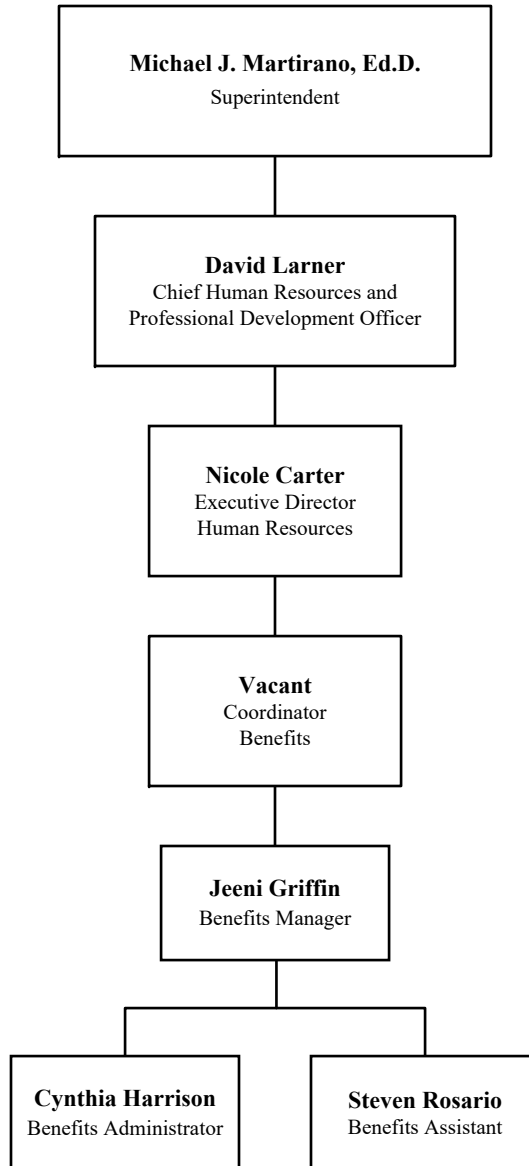 Michael J. Martirano, Ed.D.
Superintendent
David Larner
Chief Human Resources and
Professional Development Officer
Nicole Carter
Executive Director
Human Resources
Vacant
Coordinator
Benefits
Jeeni Griffin
Benefits Manager
Cynthia Harrison
Benefits Administrator
Steven Rosario
Benefits Assistant